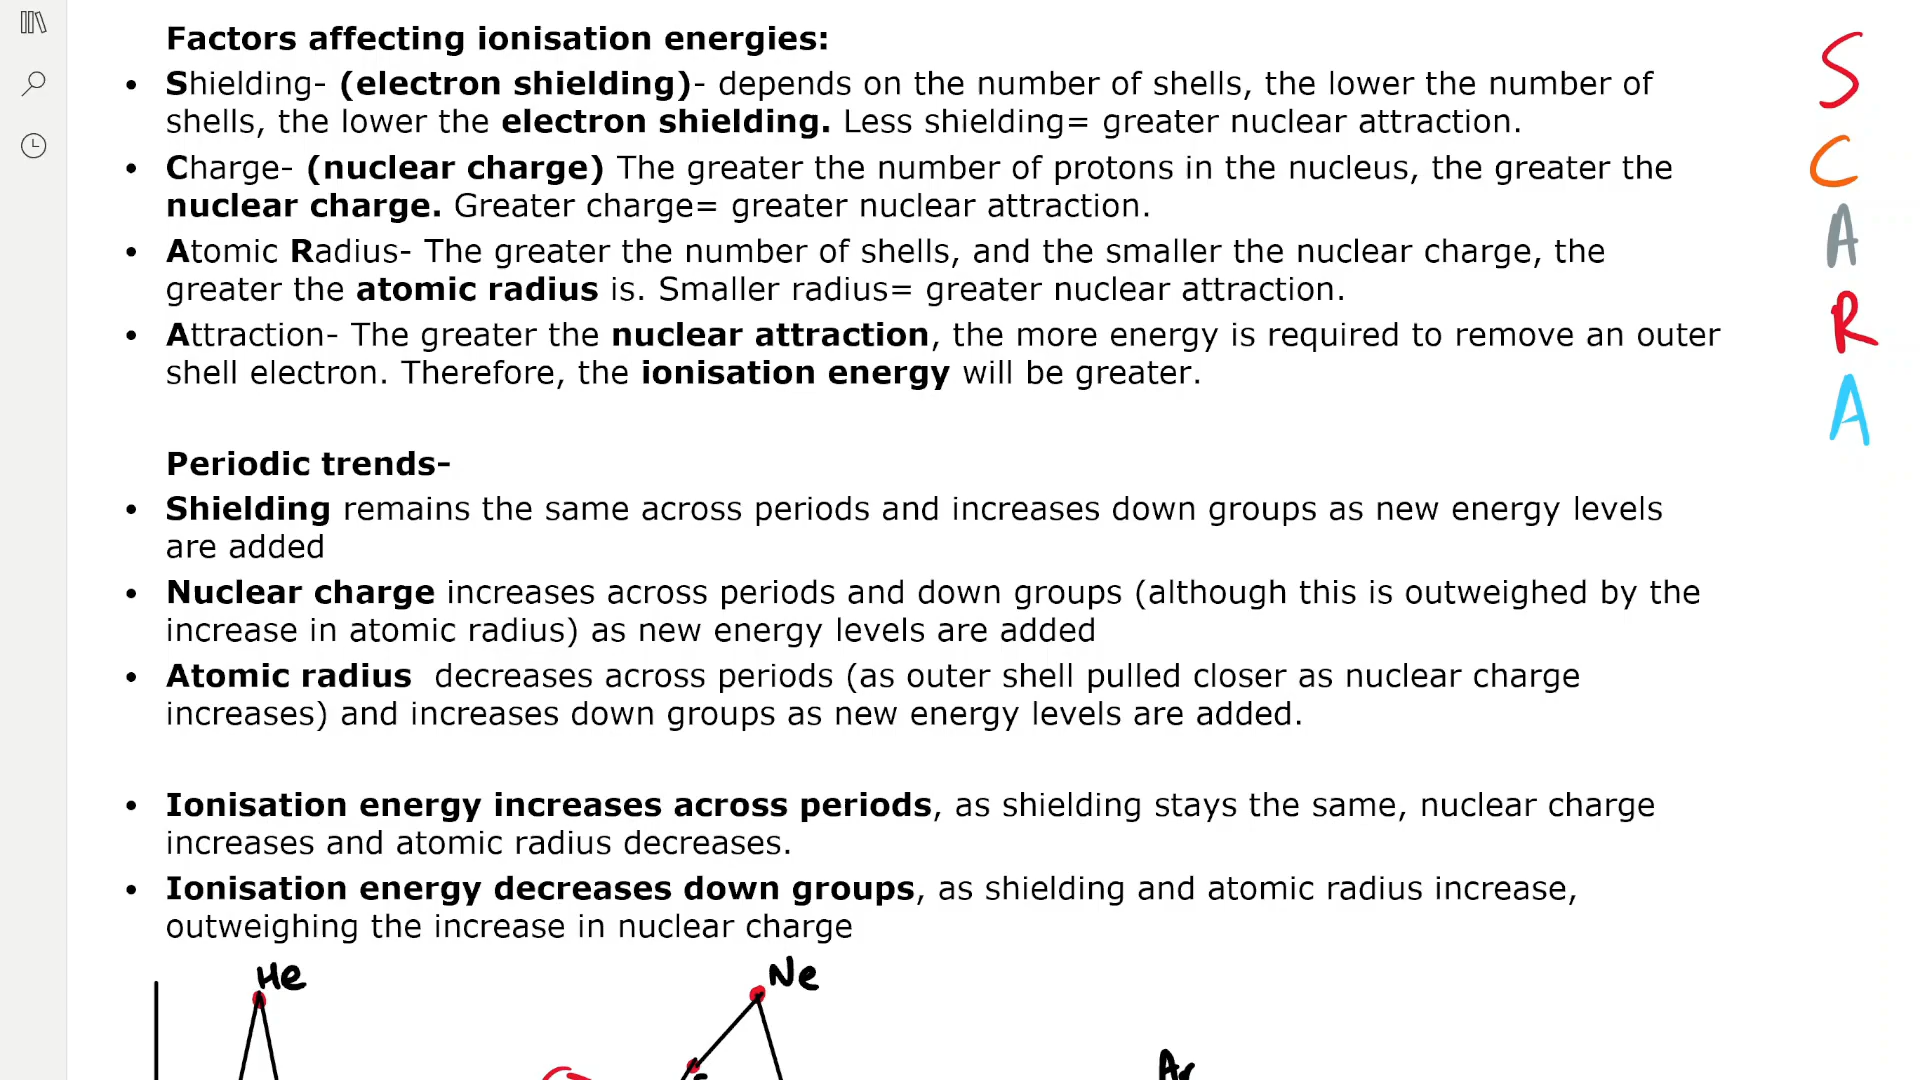 Factors affecting ionisation energies:
• Shielding- (electron shielding)- depends on the number of shells, the lower the number of
shells, the lower the electron shielding. Less shielding= greater nuclear attraction.
• Charge- (nuclear charge) The greater the number of protons in the nucleus, the greater the
nuclear charge. Greater charge= greater nuclear attraction.
• Atomic Radius- The greater the number of shells, and the smaller the nuclear charge, the
greater the atomic radius is. Smaller radius= greater nuclear attraction.
• Attraction- The greater the nuclear attraction, the more energy is required to remove an outer
shell electron. Therefore, the ionisation energy will be greater.
S
C
A
R
A
Periodic trends-
• Shielding remains the same across periods and increases down groups as new energy levels
are added
• Nuclear charge increases across periods and down groups (although this is outweighed by the
increase in atomic radius) as new energy levels are added
• Atomic radius decreases across periods (as outer shell pulled closer as nuclear charge
increases) and increases down groups as new energy levels are added.
• Ionisation energy increases across periods, as shielding stays the same, nuclear charge
increases and atomic radius decreases.
• Ionisation energy decreases down groups, as shielding and atomic radius increase,
outweighing the increase in nuclear charge
He
Ne
Ar